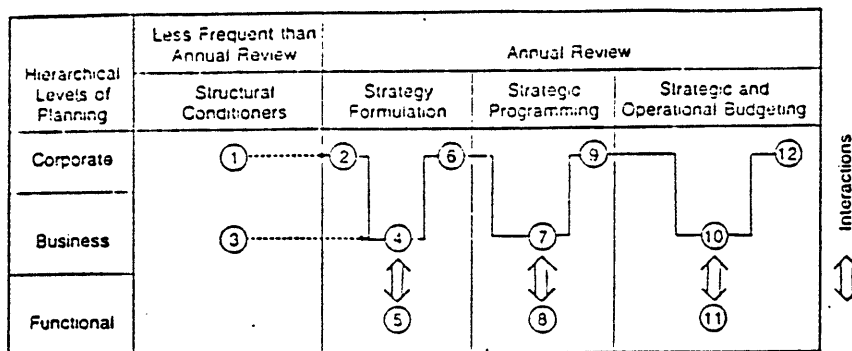 Less Frequent than
Annual Review
Annual Review
Hierarchical
Levels of
Planning
Structural
Conditioners
Strategy
Formulation
Strategic
Programming
Strategic and
Operational Budgeting
Corporate
1
2
6
9
12
Business
3
4
7
10
Functional
5
8
11
Interactions